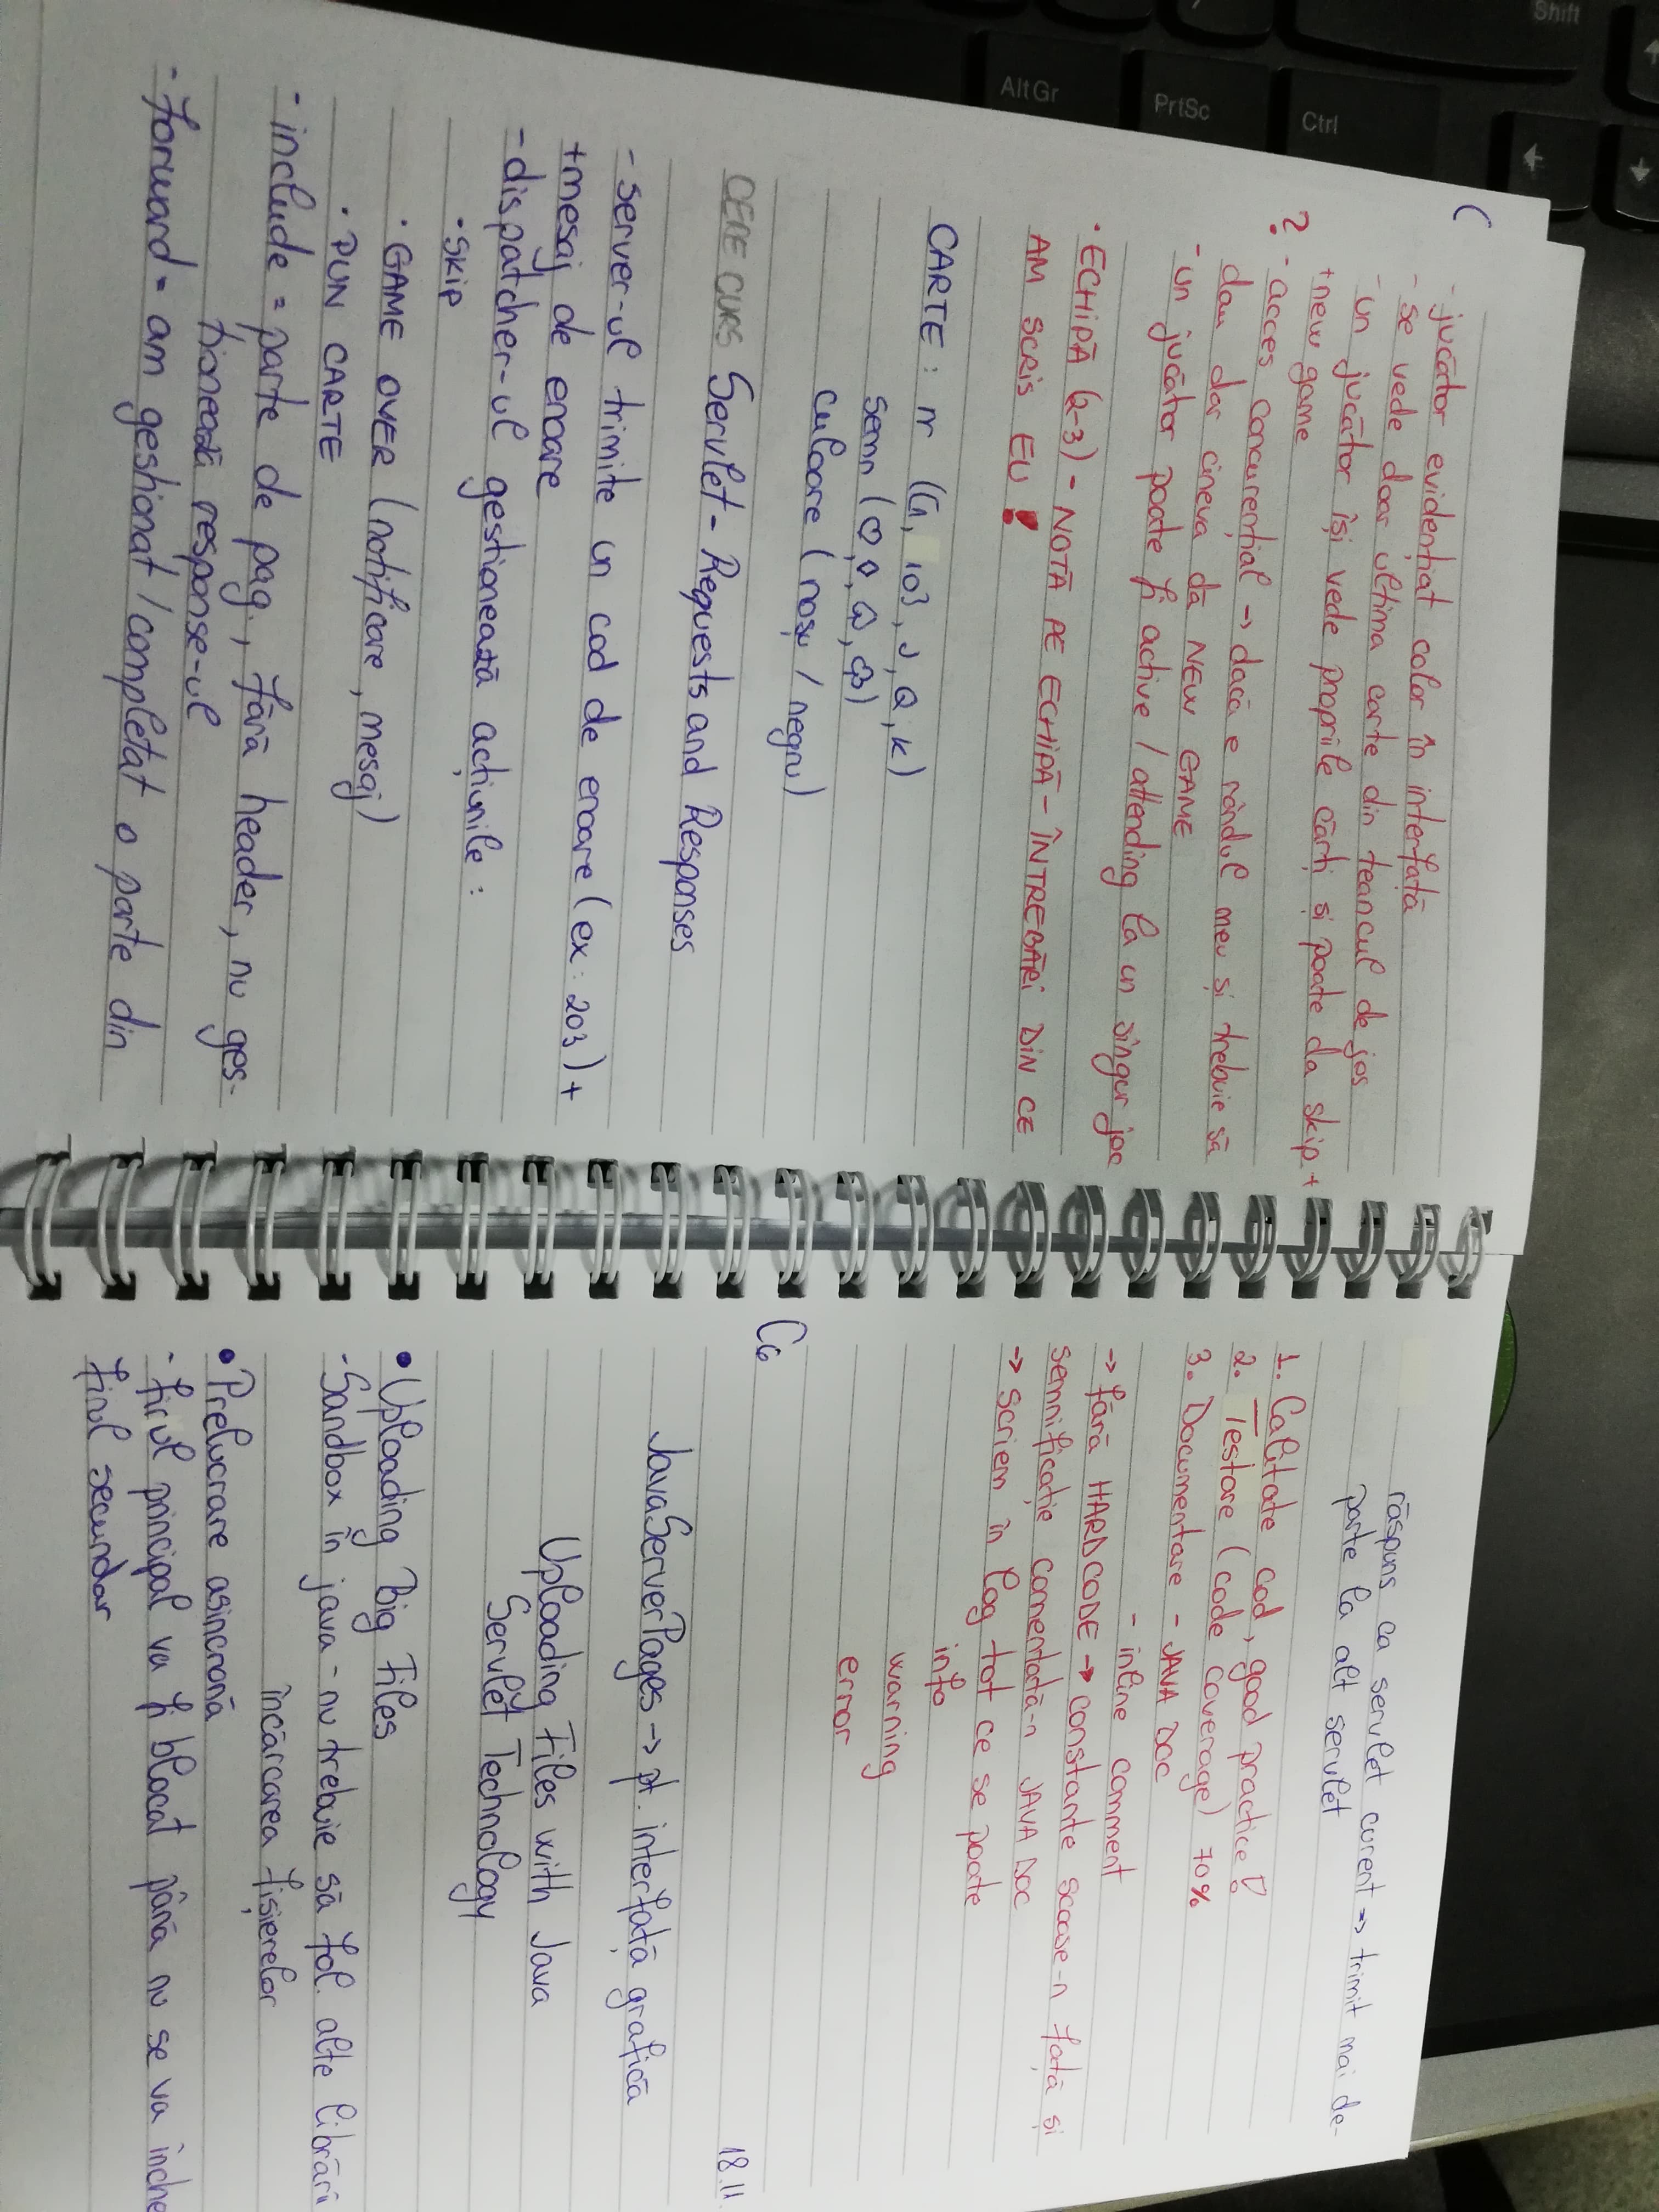 C
- jucător evidențiat color în interfață
- se vede doar ultima carte din teancul de jos
- un jucător își vede propriile cărți și poate da skip +
+ new game
? - acces concurențial → dacă e rândul meu și trebuie să
dau dar cineva dă NEW GAME
- un jucător poate fi active / attending la un singur joc
• ECHIPĂ (2-3) - NOTĂ PE ECHIPĂ - ÎNTREBĂRI DIN CE
AM SCRIS EU !
CARTE : nr 103, J, Q, K)
semn (♡, ◇, ♤, ♧)
culoare (roșu / negru)
CERE CURS Servlet - Requests and Responses
- server-ul trimite un cod de eroare (ex: 203) +
+ mesaj de eroare
- dispatcher-ul gestionează acțiunile :
• SKIP
• GAME OVER (notificare, mesaj)
• PUN CARTE
- include = parte de pag., fără header, nu ges-
tionează response-ul
- forward = am gestionat / completat o parte din
răspuns ca servlet curent => trimit mai de-
parte la alt servlet
1. Calitate cod, good practice !
2. Testare (code coverage) 70%
3. Documentare - JAVA DOC
- inline comment
→ fără HARDCODE → constante scoase-n față și
semnificație comentată-n JAVA DOC
→ scriem în log tot ce se poate
info
warning
error
C6
18.11
JavaServerPages → pt. interfață grafică
Uploading Files with Java
Servlet Technology
• Uploading Big Files
- Sandbox în java - nu trebuie să fol. alte librări
încărcarea fișierelor
• Prelucrare asincronă
- firul principal va fi blocat până nu se va înche
firul secundar